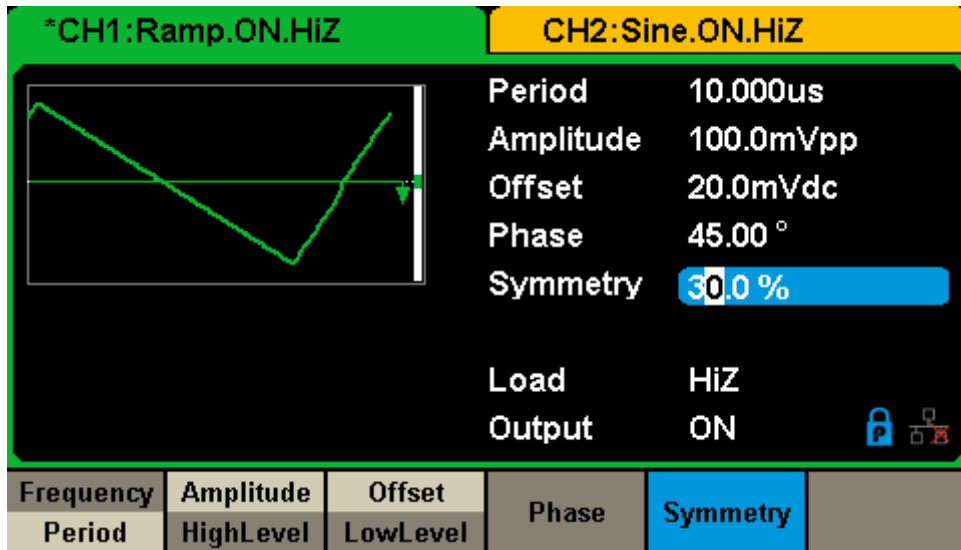 *CH1:Ramp.ON.HiZ CH2:Sine.ON.HiZ
Period 10.000us
Amplitude 100.0mVpp
Offset 20.0mVdc
Phase 45.00 °
Symmetry 30.0 %
Load HiZ
Output ON P
Frequency Amplitude Offset Phase Symmetry
Period HighLevel LowLevel